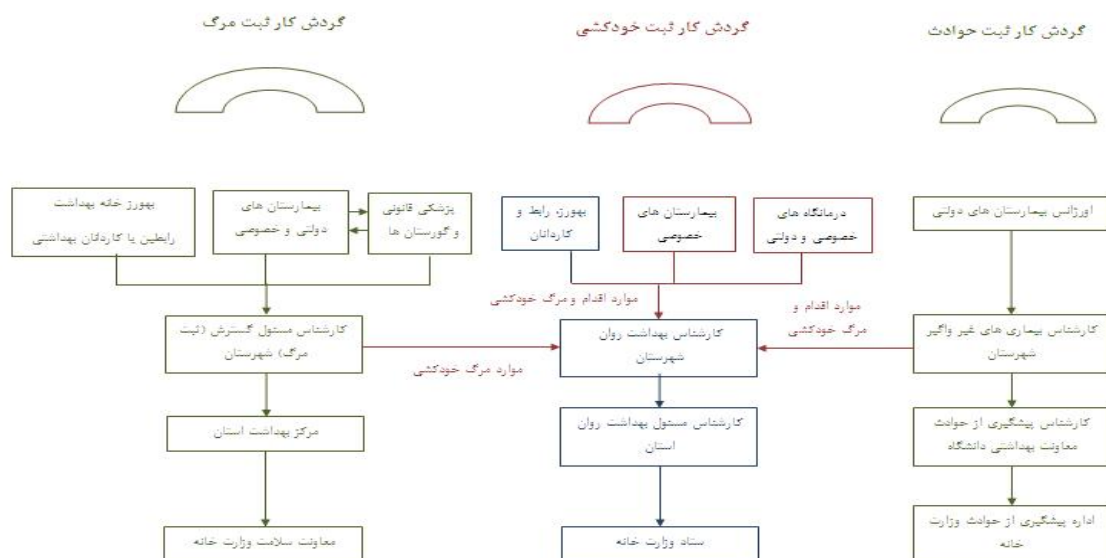 گردش کار ثبت حوادث
گردش کار ثبت خودکشی
گردش کار ثبت مرگ
اورژانس بیمارستان های دولتی
درمانگاه های
خصوصی و دولتی
بیمارستان های
خصوصی
بهورز، رابط و
کاردانان
پزشکی قانونی
و گورستان ها
بیمارستان های
دولتی و خصوصی
بهورز خانه بهداشت
رابطین یا کاردانان بهداشتی
موارد اقدام و مرگ خودکشی
موارد اقدام و
مرگ خودکشی
کارشناس بیماری های غیر واگیر
شهرستان
کارشناس بهداشت روان
شهرستان
کارشناس مسئول گسترش (ثبت
مرگ) شهرستان
موارد مرگ خودکشی
کارشناس پیشگیری از حوادث
معاونت بهداشتی دانشگاه
کارشناس مسئول بهداشت روان
استان
مرکز بهداشت استان
اداره پیشگیری از حوادث وزارت
خانه
ستاد وزارت خانه
معاونت سلامت وزارت خانه